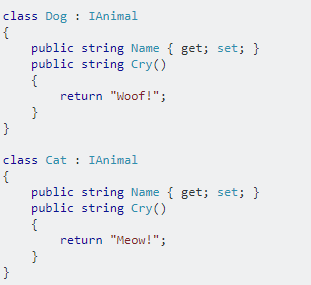 class Dog : IAnimal
{
    public string Name { get; set; }
    public string Cry()
    {
        return "Woof!";
    }
}

class Cat : IAnimal
{
    public string Name { get; set; }
    public string Cry()
    {
        return "Meow!";
    }
}